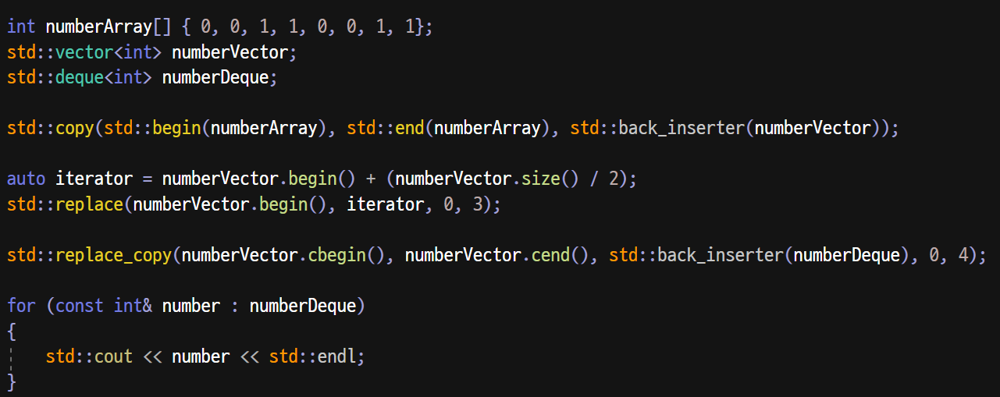 int numberArray[] { 0, 0, 1, 1, 0, 0, 1, 1};
std::vector<int> numberVector;
std::deque<int> numberDeque;
std::copy(std::begin(numberArray), std::end(numberArray), std::back_inserter(numberVector));
auto iterator = numberVector.begin() + (numberVector.size() / 2);
std::replace(numberVector.begin(), iterator, 0, 3);
std::replace_copy(numberVector.cbegin(), numberVector.cend(), std::back_inserter(numberDeque), 0, 4);
for (const int& number : numberDeque)
{
    std::cout << number << std::endl;
}